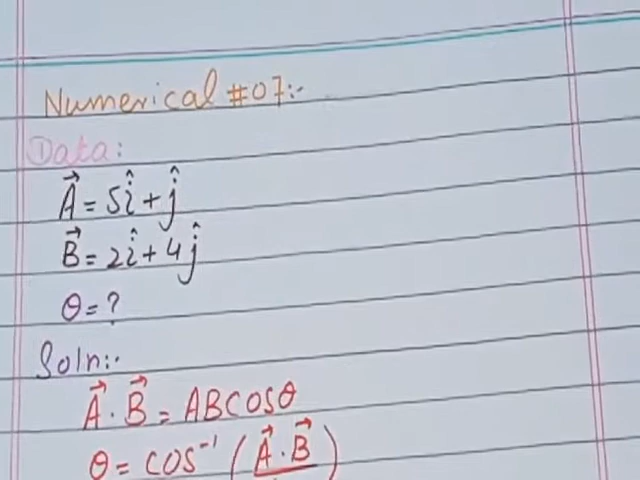 Numerical #07:-
Data:
A⃗ = 5î + ĵ
B⃗ = 2î + 4ĵ
θ = ?
Soln:-
A⃗ . B⃗ = ABCOSθ
θ = COS⁻¹ (A⃗ . B⃗)